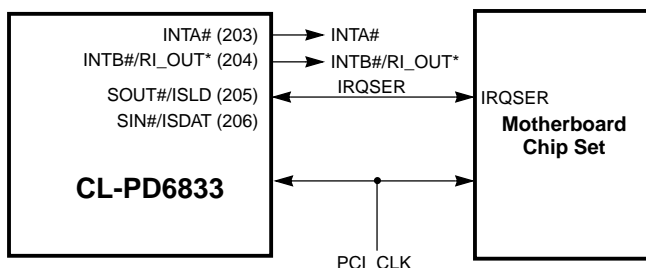 INTA# (203) INTA#
INTB#/RI_OUT* (204) INTB#/RI_OUT*
SOUT#/ISLD (205) IRQSER IRQSER
SIN#/ISDAT (206)
Motherboard
Chip Set
CL-PD6833
PCI_CLK